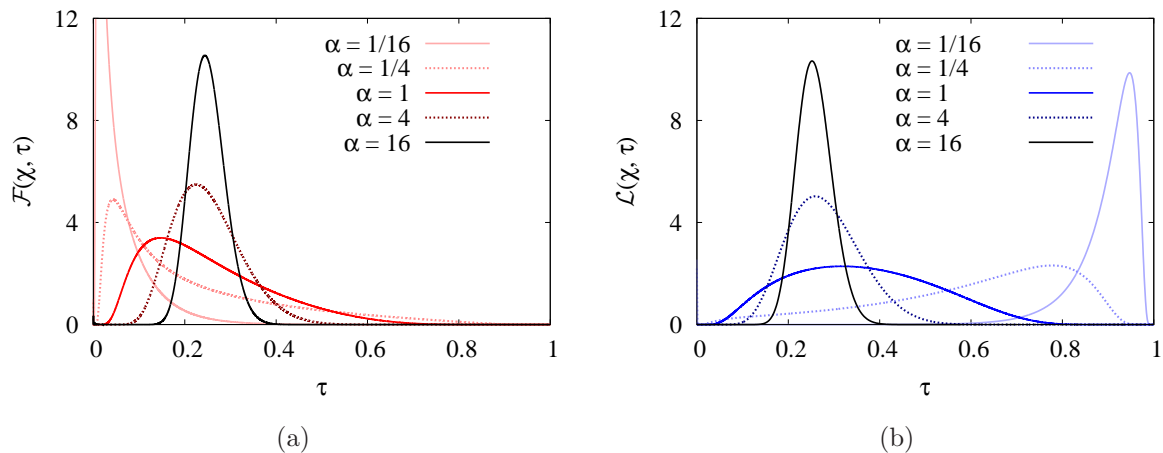 12
8
4
0
0
0.2
0.4
0.6
0.8
1
F(χ, τ)
τ
α = 1/16
α = 1/4
α = 1
α = 4
α = 16
(a)
12
8
4
0
0
0.2
0.4
0.6
0.8
1
L(χ, τ)
τ
α = 1/16
α = 1/4
α = 1
α = 4
α = 16
(b)